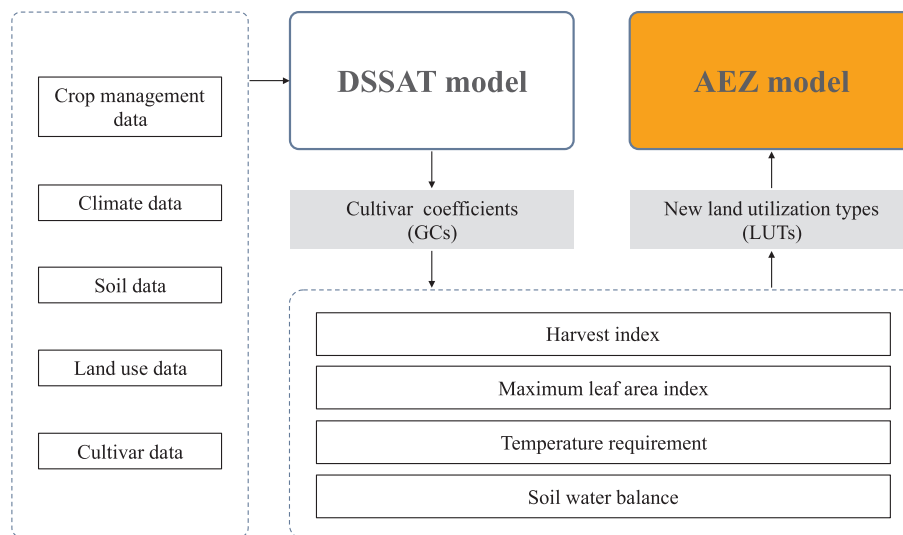 Crop management
data
Climate data
Soil data
Land use data
Cultivar data
DSSAT model
Cultivar coefficients
(GCs)
AEZ model
New land utilization types
(LUTs)
Harvest index
Maximum leaf area index
Temperature requirement
Soil water balance